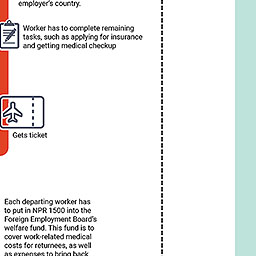 employer's country.
Worker has to complete remaining
tasks, such as applying for insurance
and getting medical checkup
Gets ticket
Each departing worker has
to put in NPR 1500 into the
Foreign Employment Board's
welfare fund. This fund is to
cover work-related medical
costs for returnees, as well
as expenses to bring back